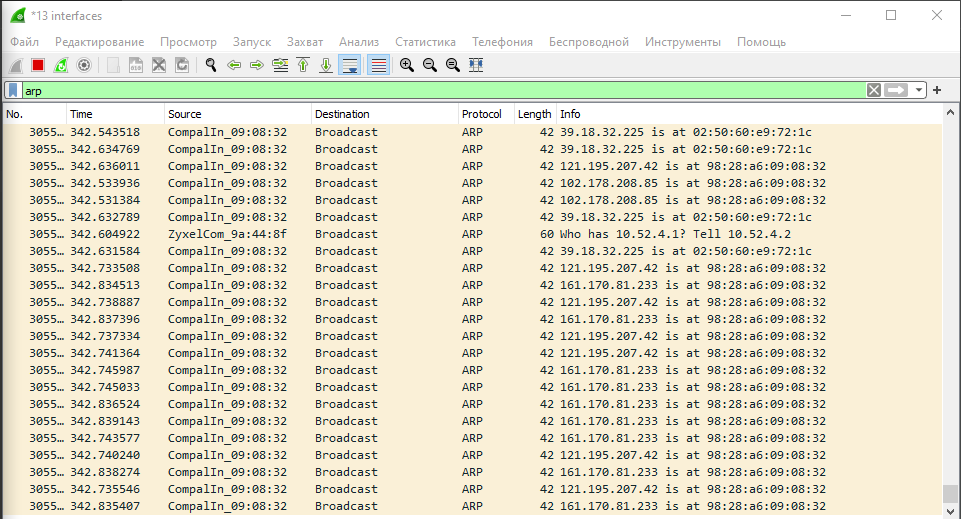 *13 interfaces
Файл Редактирование Просмотр Запуск Захват Анализ Статистика Телефония Беспроводной Инструменты Помощь
arp
No. Time Source Destination Protocol Length Info
3055… 342.543518 CompalIn_09:08:32 Broadcast ARP 42 39.18.32.225 is at 02:50:60:e9:72:1c
3055… 342.634769 CompalIn_09:08:32 Broadcast ARP 42 39.18.32.225 is at 02:50:60:e9:72:1c
3055… 342.636011 CompalIn_09:08:32 Broadcast ARP 42 121.195.207.42 is at 98:28:a6:09:08:32
3055… 342.533936 CompalIn_09:08:32 Broadcast ARP 42 102.178.208.85 is at 98:28:a6:09:08:32
3055… 342.531384 CompalIn_09:08:32 Broadcast ARP 42 102.178.208.85 is at 98:28:a6:09:08:32
3055… 342.632789 CompalIn_09:08:32 Broadcast ARP 42 39.18.32.225 is at 02:50:60:e9:72:1c
3055… 342.604922 ZyxelCom_9a:44:8f Broadcast ARP 60 Who has 10.52.4.1? Tell 10.52.4.2
3055… 342.631584 CompalIn_09:08:32 Broadcast ARP 42 39.18.32.225 is at 02:50:60:e9:72:1c
3055… 342.733508 CompalIn_09:08:32 Broadcast ARP 42 121.195.207.42 is at 98:28:a6:09:08:32
3055… 342.834513 CompalIn_09:08:32 Broadcast ARP 42 161.170.81.233 is at 98:28:a6:09:08:32
3055… 342.738887 CompalIn_09:08:32 Broadcast ARP 42 121.195.207.42 is at 98:28:a6:09:08:32
3055… 342.837396 CompalIn_09:08:32 Broadcast ARP 42 161.170.81.233 is at 98:28:a6:09:08:32
3055… 342.737334 CompalIn_09:08:32 Broadcast ARP 42 121.195.207.42 is at 98:28:a6:09:08:32
3055… 342.741364 CompalIn_09:08:32 Broadcast ARP 42 121.195.207.42 is at 98:28:a6:09:08:32
3055… 342.745987 CompalIn_09:08:32 Broadcast ARP 42 161.170.81.233 is at 98:28:a6:09:08:32
3055… 342.745033 CompalIn_09:08:32 Broadcast ARP 42 161.170.81.233 is at 98:28:a6:09:08:32
3055… 342.836524 CompalIn_09:08:32 Broadcast ARP 42 161.170.81.233 is at 98:28:a6:09:08:32
3055… 342.839143 CompalIn_09:08:32 Broadcast ARP 42 161.170.81.233 is at 98:28:a6:09:08:32
3055… 342.743577 CompalIn_09:08:32 Broadcast ARP 42 161.170.81.233 is at 98:28:a6:09:08:32
3055… 342.740240 CompalIn_09:08:32 Broadcast ARP 42 121.195.207.42 is at 98:28:a6:09:08:32
3055… 342.838274 CompalIn_09:08:32 Broadcast ARP 42 161.170.81.233 is at 98:28:a6:09:08:32
3055… 342.735546 CompalIn_09:08:32 Broadcast ARP 42 121.195.207.42 is at 98:28:a6:09:08:32
3055… 342.835407 CompalIn_09:08:32 Broadcast ARP 42 161.170.81.233 is at 98:28:a6:09:08:32